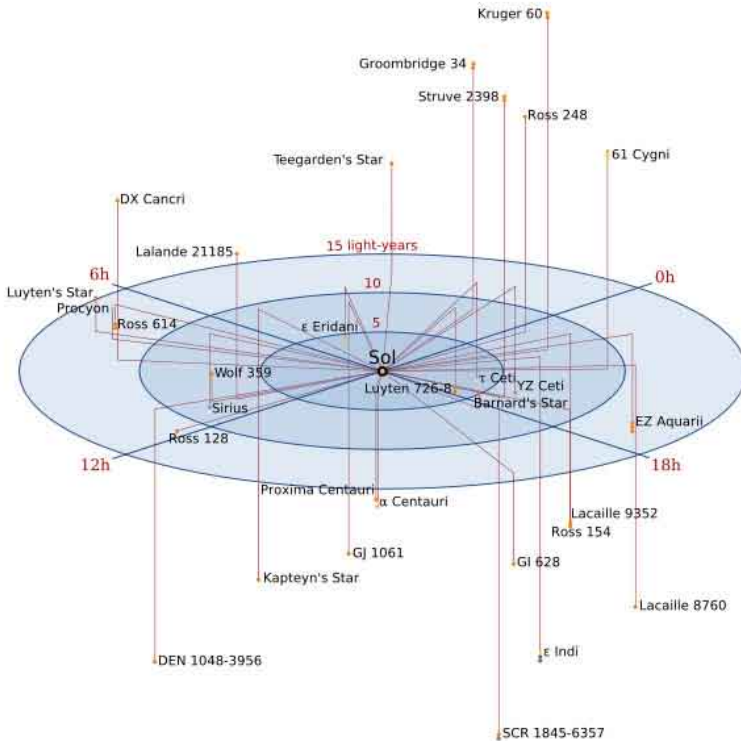 Kruger 60
Groombridge 34
Struve 2398
Ross 248
61 Cygni
Teegarden's Star
DX Cancri
15 light-years
Lalande 21185
6h
0h
10
Luyten's Star
Procyon
5
Ross 614
ε Eridani
Sol
Wolf 359
τ Ceti
YZ Ceti
Luyten 726-8
Barnard's Star
Sirius
EZ Aquarii
Ross 128
12h
18h
Proxima Centauri
α Centauri
Lacaille 9352
Ross 154
GJ 1061
Gl 628
Kapteyn's Star
Lacaille 8760
ε Indi
DEN 1048-3956
SCR 1845-6357